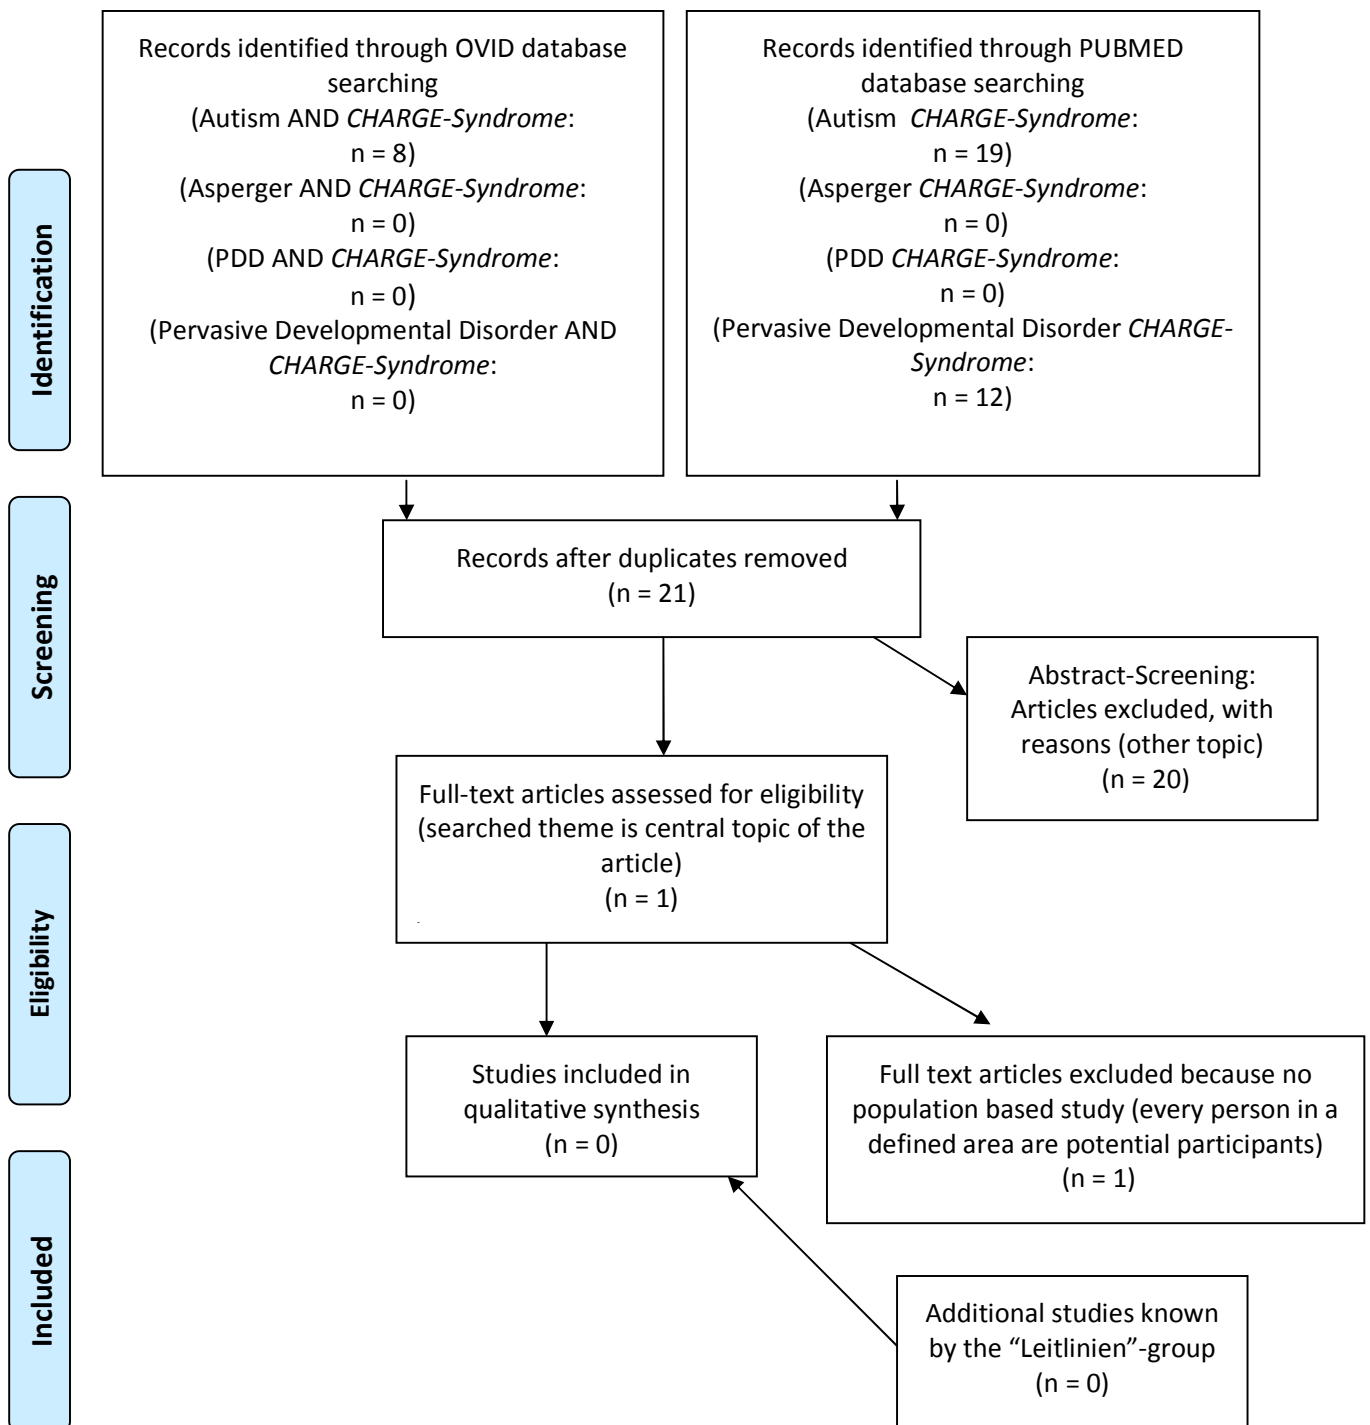 Records identified through OVID database
searching
(Autism AND CHARGE-Syndrome:
n = 8)
(Asperger AND CHARGE-Syndrome:
n = 0)
(PDD AND CHARGE-Syndrome:
n = 0)
(Pervasive Developmental Disorder AND
CHARGE-Syndrome:
n = 0)
Records identified through PUBMED
database searching
(Autism CHARGE-Syndrome:
n = 19)
(Asperger CHARGE-Syndrome:
n = 0)
(PDD CHARGE-Syndrome:
n = 0)
(Pervasive Developmental Disorder CHARGE-
Syndrome:
n = 12)
Identification
Records after duplicates removed
(n = 21)
Screening
Abstract-Screening:
Articles excluded, with
reasons (other topic)
(n = 20)
Full-text articles assessed for eligibility
(searched theme is central topic of the
article)
(n = 1)
Eligibility
Studies included in
qualitative synthesis
(n = 0)
Full text articles excluded because no
population based study (every person in a
defined area are potential participants)
(n = 1)
Included
Additional studies known
by the “Leitlinien”-group
(n = 0)